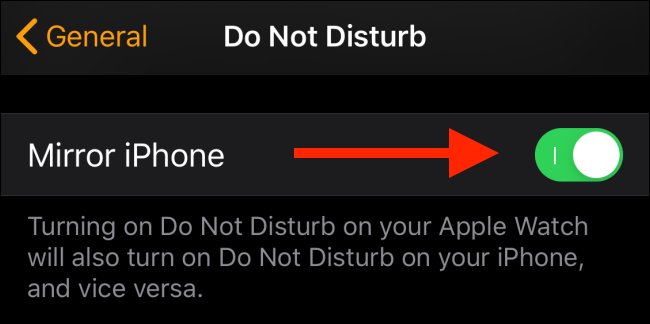 General
Do Not Disturb
Mirror iPhone
Turning on Do Not Disturb on your Apple Watch
will also turn on Do Not Disturb on your iPhone,
and vice versa.